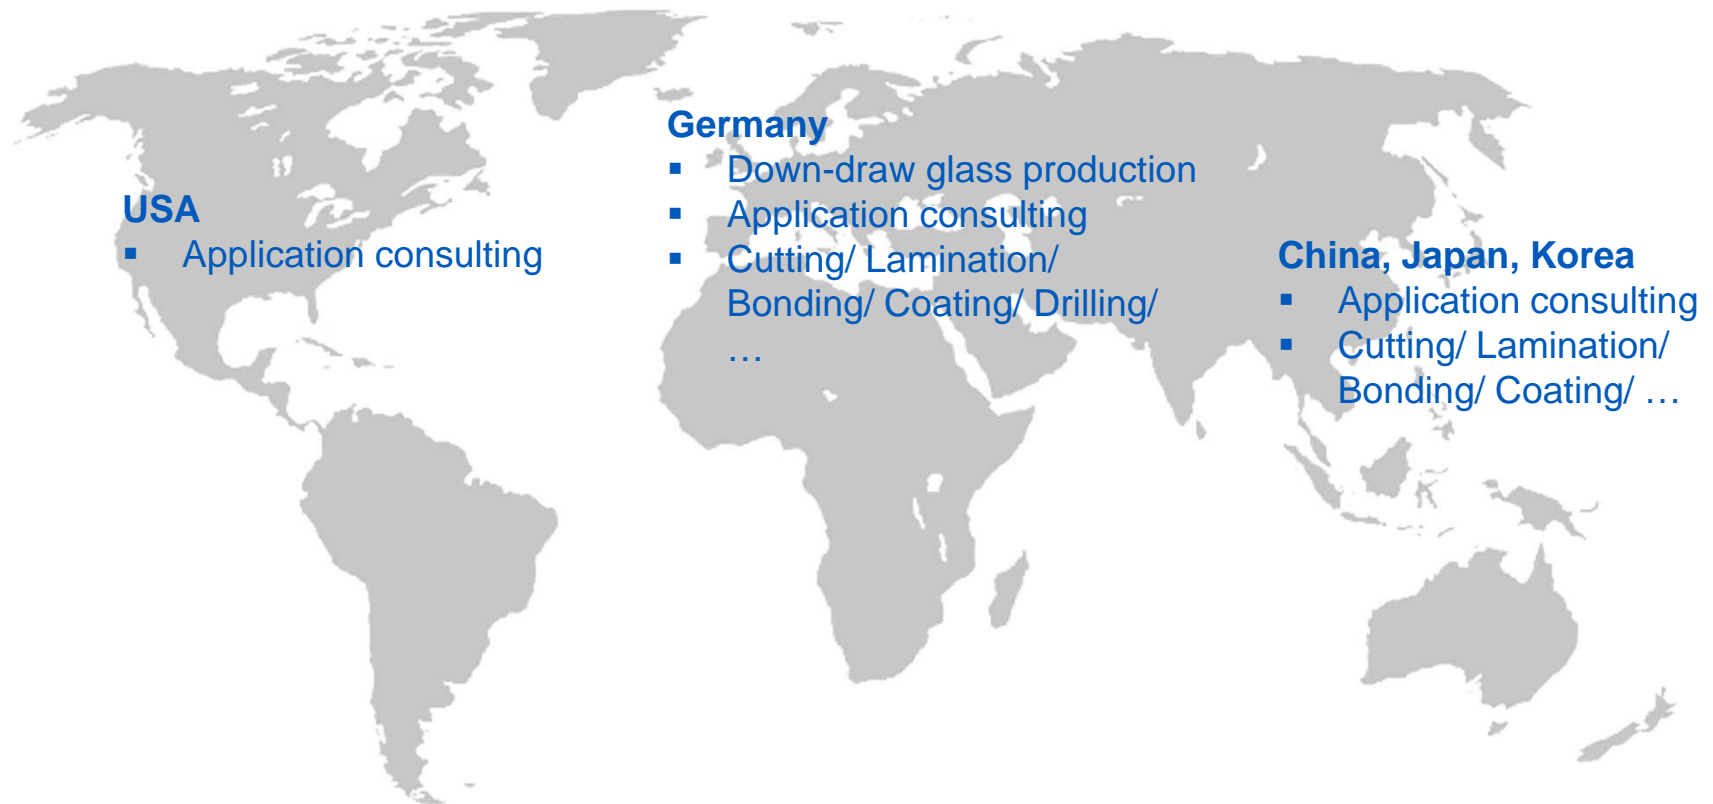 USA
▪ Application consulting
Germany
▪ Down-draw glass production
▪ Application consulting
▪ Cutting/ Lamination/
Bonding/ Coating/ Drilling/
…
China, Japan, Korea
▪ Application consulting
▪ Cutting/ Lamination/
Bonding/ Coating/ …